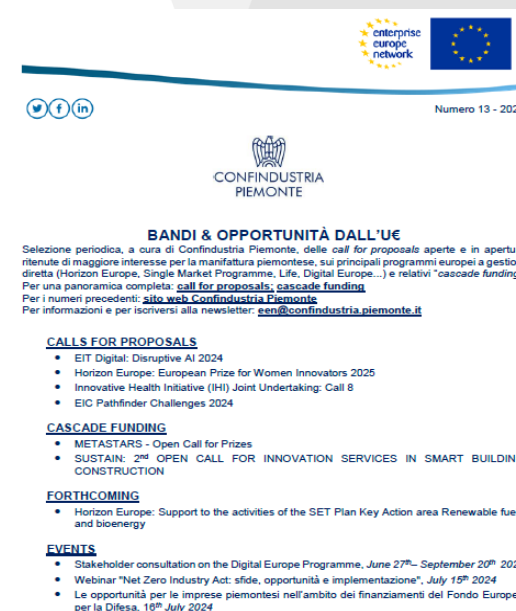 enterprise
europe
network
Numero 13 - 202
CONFINDUSTRIA
PIEMONTE
BANDI & OPPORTUNITÀ DALL'U€
Selezione periodica, a cura di Confindustria Piemonte, delle call for proposals aperte e in apertu
ritenute di maggiore interesse per la manifattura piemontese, sui principali programmi europei a gestio
diretta (Horizon Europe, Single Market Programme, Life, Digital Europe...) e relativi "cascade funding
Per una panoramica completa: call for proposals; cascade funding
Per i numeri precedenti: sito web Confindustria Piemonte
Per informazioni e per iscriversi alla newsletter: een@confindustria.piemonte.it
CALLS FOR PROPOSALS
• EIT Digital: Disruptive AI 2024
• Horizon Europe: European Prize for Women Innovators 2025
• Innovative Health Initiative (IHI) Joint Undertaking: Call 8
• EIC Pathfinder Challenges 2024
CASCADE FUNDING
• METASTARS - Open Call for Prizes
• SUSTAIN: 2nd OPEN CALL FOR INNOVATION SERVICES IN SMART BUILDIN
CONSTRUCTION
FORTHCOMING
• Horizon Europe: Support to the activities of the SET Plan Key Action area Renewable fue
and bioenergy
EVENTS
• Stakeholder consultation on the Digital Europe Programme, June 27th– September 20th 202
• Webinar "Net Zero Industry Act: sfide, opportunità e implementazione", July 15th 2024
• Le opportunità per le imprese piemontesi nell'ambito dei finanziamenti del Fondo Europe
per la Difesa, 16th July 2024